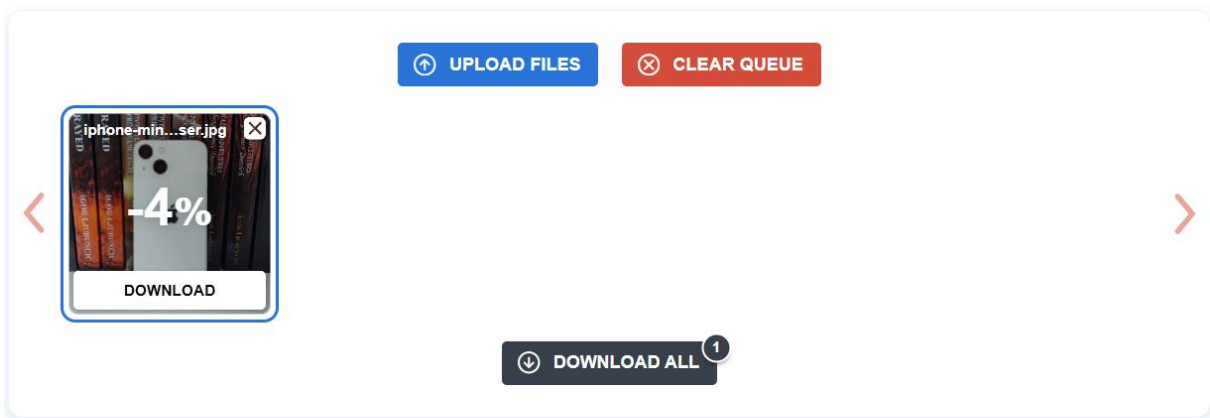 UPLOAD FILES
CLEAR QUEUE
iphone-min...ser.jpg
-4%
DOWNLOAD
DOWNLOAD ALL
1